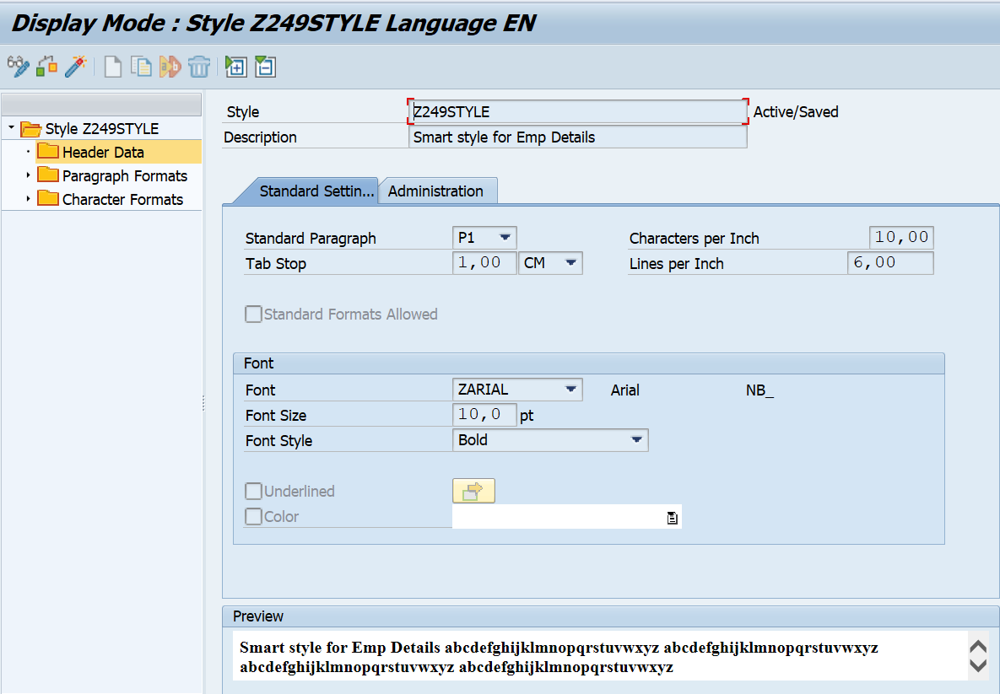 Display Mode : Style Z249STYLE Language EN
Style Z249STYLE
Header Data
Paragraph Formats
Character Formats
Style Z249STYLE Active/Saved
Description Smart style for Emp Details
Standard Settin... Administration
Standard Paragraph P1 Characters per Inch 10,00
Tab Stop 1,00 CM Lines per Inch 6,00
Standard Formats Allowed
Font
Font ZARIAL Arial NB_
Font Size 10,0 pt
Font Style Bold
Underlined
Color
Preview
Smart style for Emp Details abcdefghijklmnopqrstuvwxyz abcdefghijklmnopqrstuvwxyz
abcdefghijklmnopqrstuvwxyz abcdefghijklmnopqrstuvwxyz